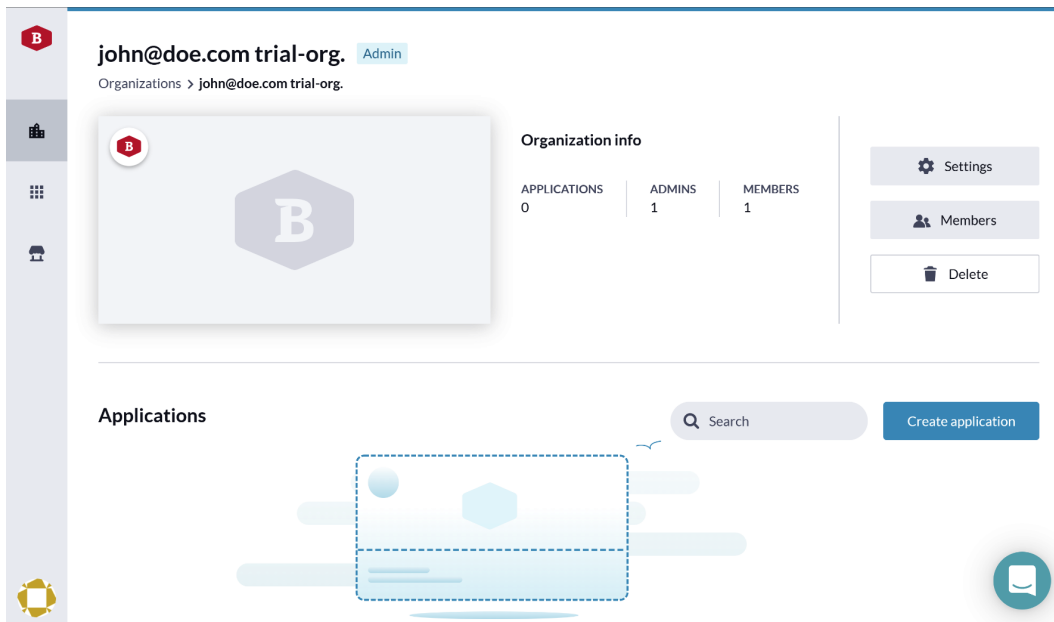 B
john@doe.com trial-org. Admin
Organizations > john@doe.com trial-org.
B
B
Organization info
APPLICATIONS ADMINS MEMBERS
0 1 1
Settings
Members
Delete
Applications
Search
Create application